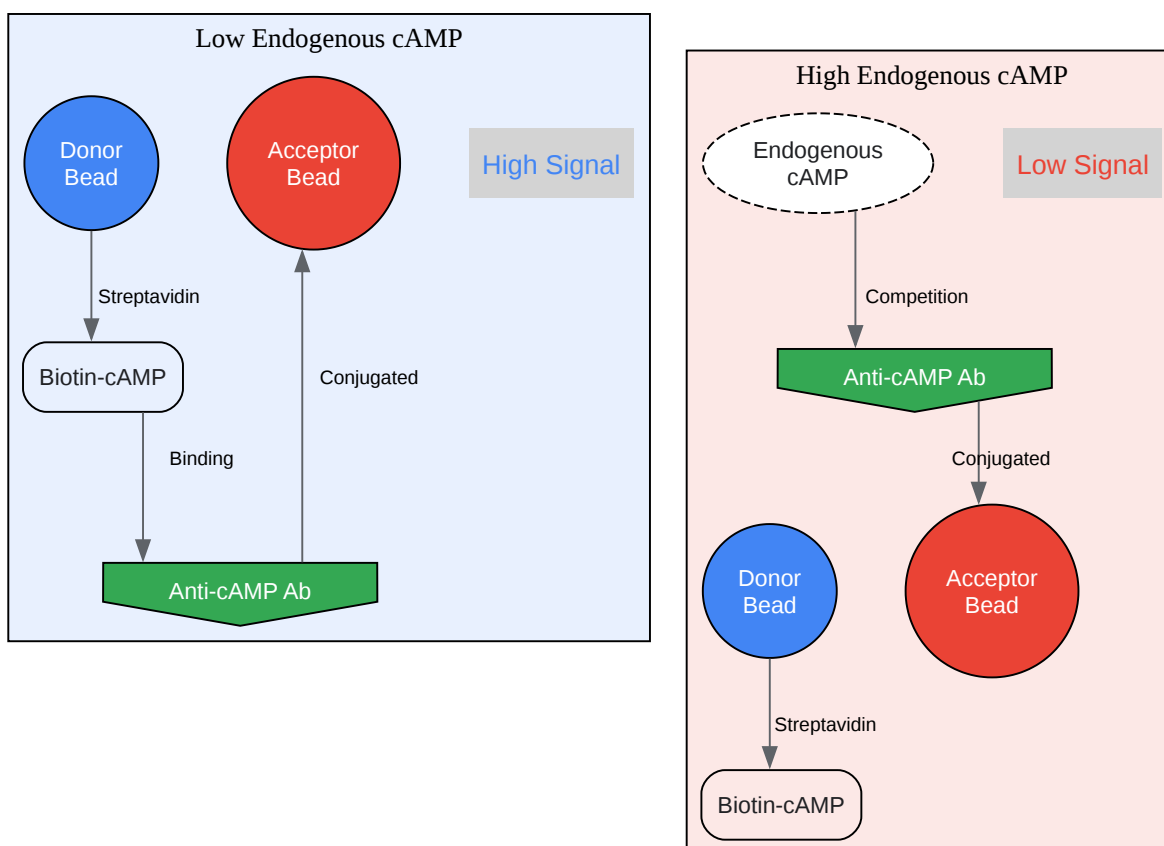 Low Endogenous cAMP
Donor
Bead
Acceptor
Bead
High Signal
Streptavidin
Biotin-cAMP
Conjugated
Binding
Anti-cAMP Ab
High Endogenous cAMP
Endogenous
cAMP
Low Signal
Competition
Anti-cAMP Ab
Conjugated
Donor
Bead
Acceptor
Bead
Streptavidin
Biotin-cAMP